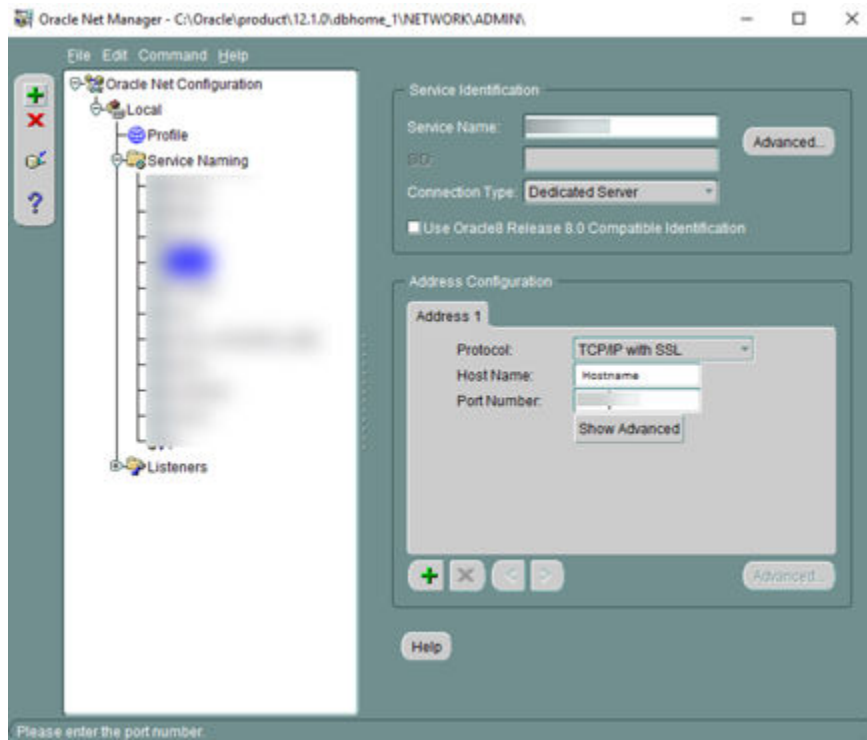 Oracle Net Manager - C:\Oracle\product\12.1.0\dbhome_1\NETWORK\ADMIN\
File Edit Command Help
Oracle Net Configuration
Local
Profile
Service Naming
Listeners
Service Identification
Service Name:
SID:
Advanced...
Connection Type: Dedicated Server
Use Oracle8 Release 8.0 Compatible Identification
Address Configuration
Address 1
Protocol: TCP/IP with SSL
Host Name: Hostname
Port Number:
Show Advanced
Advanced...
Help
Please enter the port number.